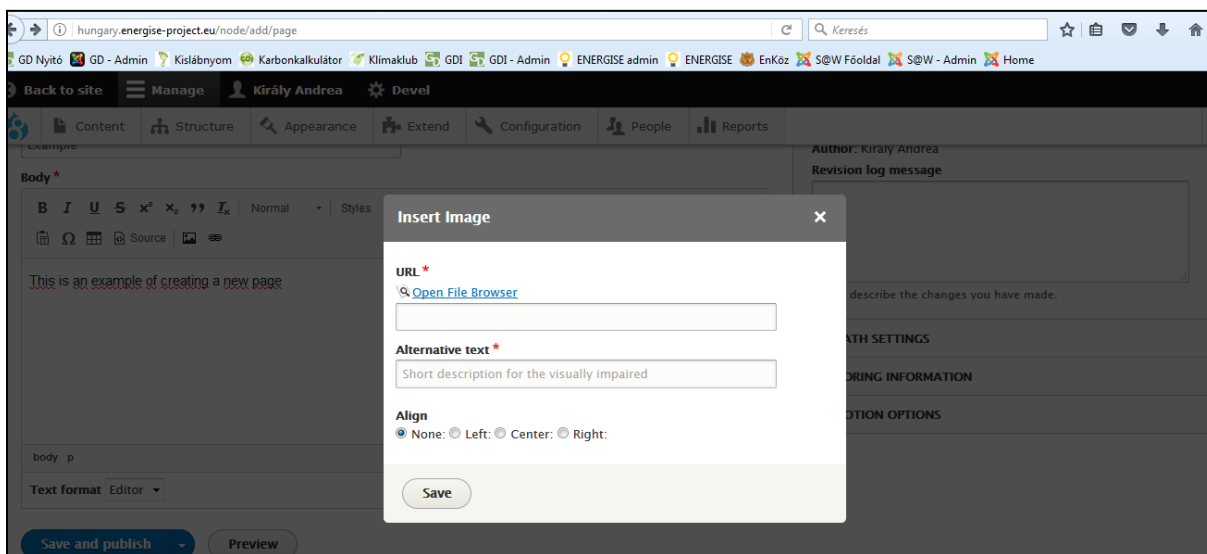 hungary.energise-project.eu/node/add/page Keresés
GD Nyitó GD - Admin Kislábnyom Karbonkalkulátor Klímaklub GDI GDI - Admin ENERGISE admin ENERGISE EnKöz S@W Főoldal S@W - Admin Home
Back to site Manage Király Andrea Devel
Content Structure Appearance Extend Configuration People Reports
Example
Author: Király Andrea
Body *
Revision log message
B I U S x² xₑ Iₓ Normal Styles
Ω Source
Insert Image ×
This is an example of creating a new page
URL *
Open File Browser
describe the changes you have made.
Alternative text *
Short description for the visually impaired
ATH SETTINGS
ORING INFORMATION
Align
None: Left: Center: Right:
OTION OPTIONS
body p
Text format Editor
Save
Save and publish Preview